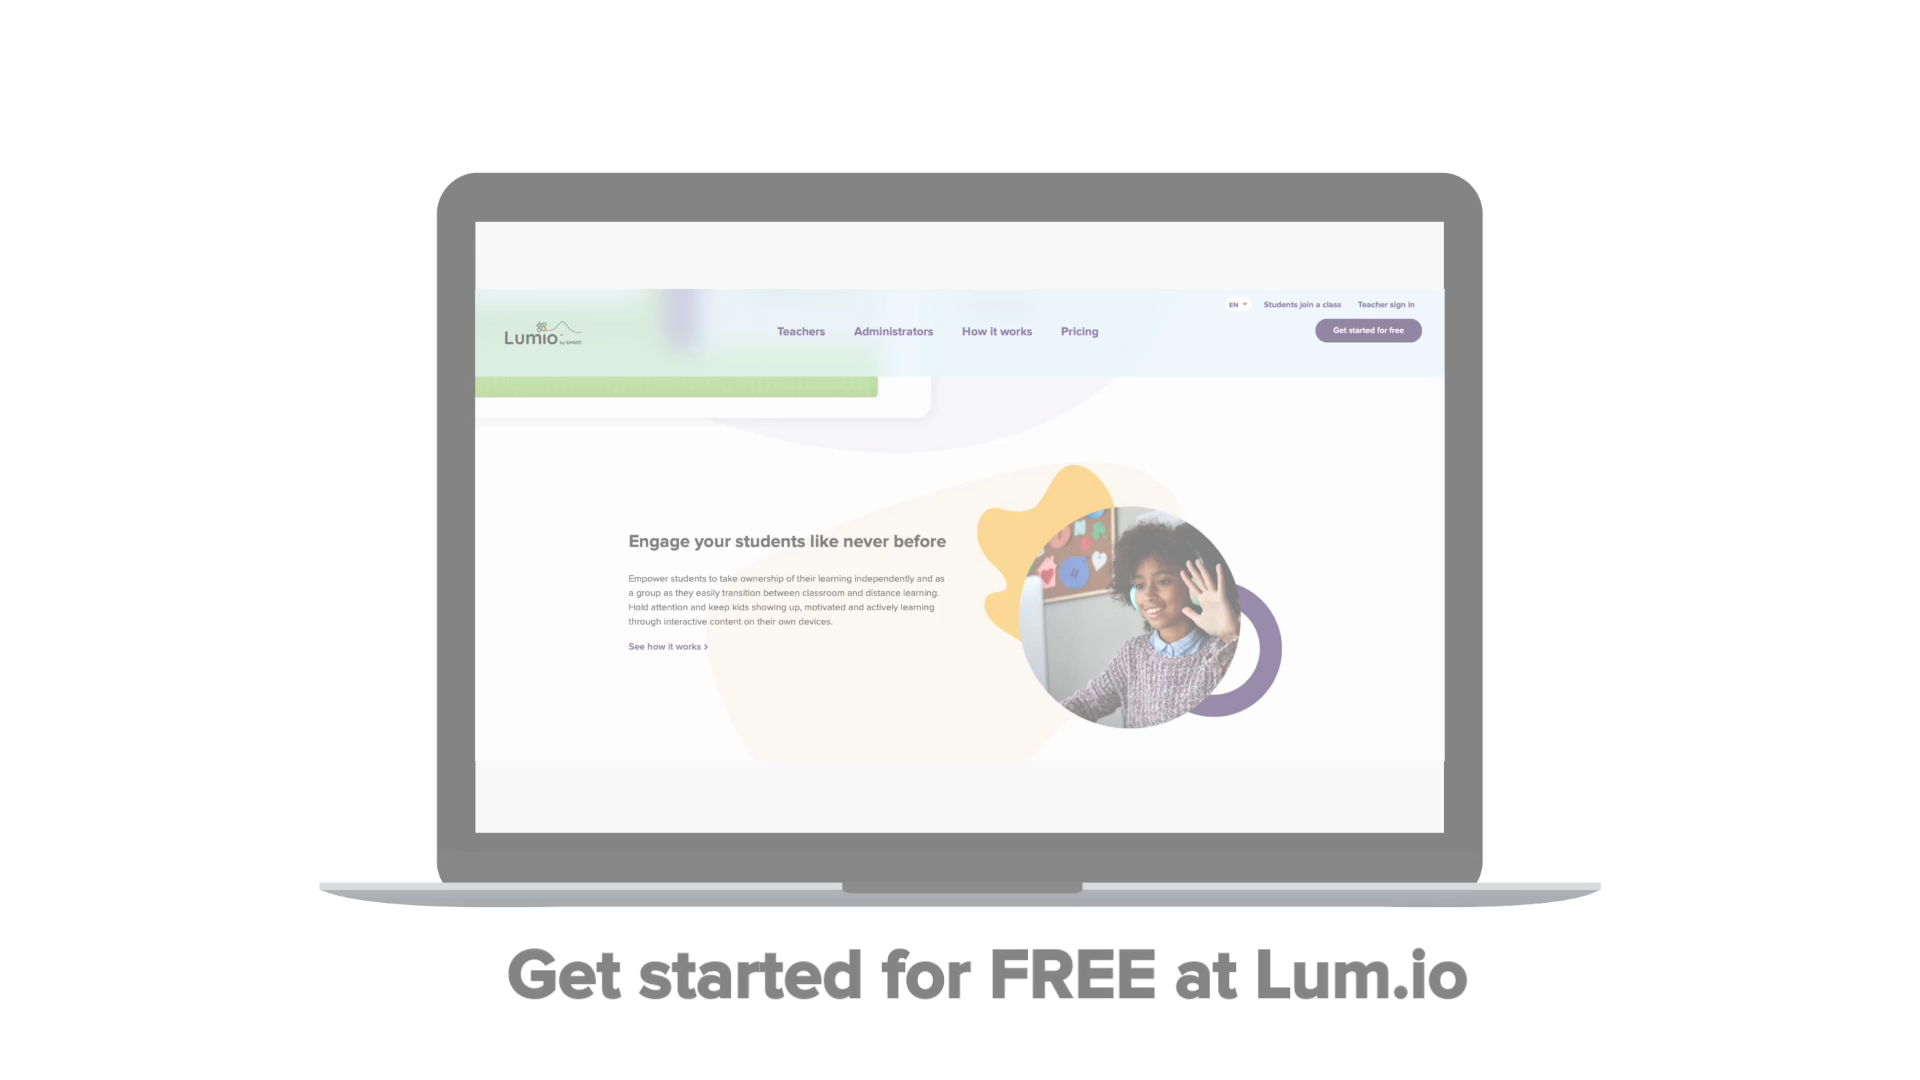 EN
Students join a class
Teacher sign in
Lumio
by SMART
Teachers
Administrators
How it works
Pricing
Get started for free
Engage your students like never before
Empower students to take ownership of their learning independently and as
a group as they easily transition between classroom and distance learning.
Hold attention and keep kids showing up, motivated and actively learning
through interactive content on their own devices.
See how it works >
Get started for FREE at Lum.io